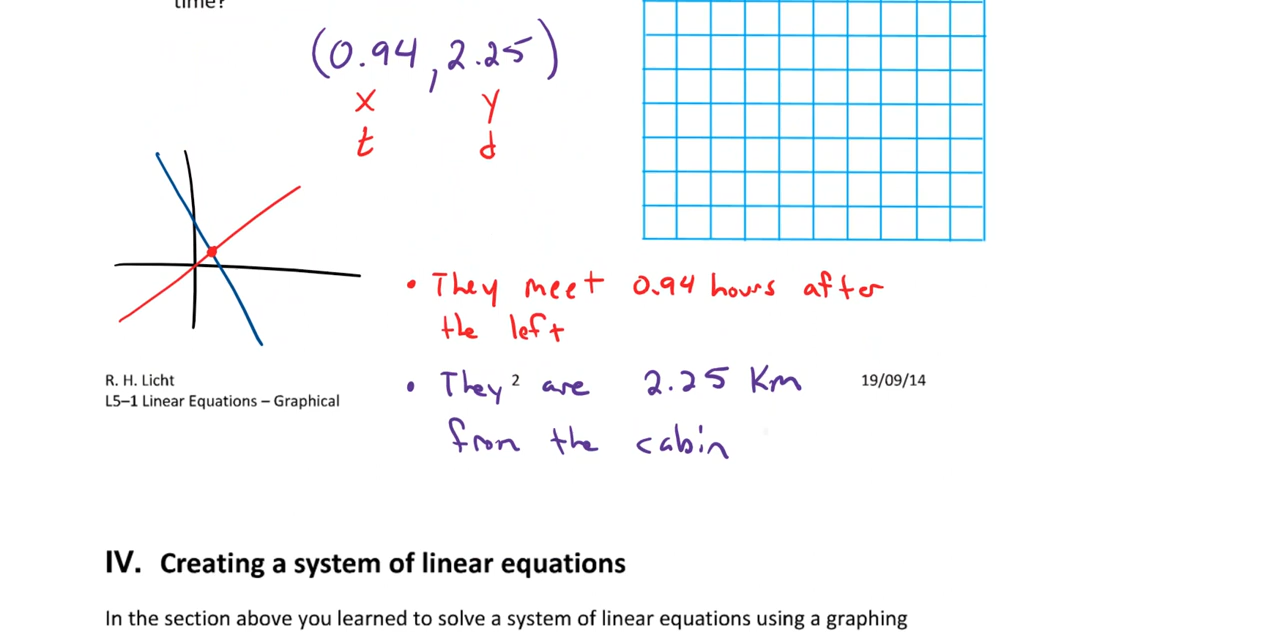 time?
(0.94, 2.25)
x y
t d
• They meet 0.94 hours after
the left
R. H. Licht 2 19/09/14
L5–1 Linear Equations – Graphical
• They are 2.25 Km
from the cabin
IV. Creating a system of linear equations
In the section above you learned to solve a system of linear equations using a graphing